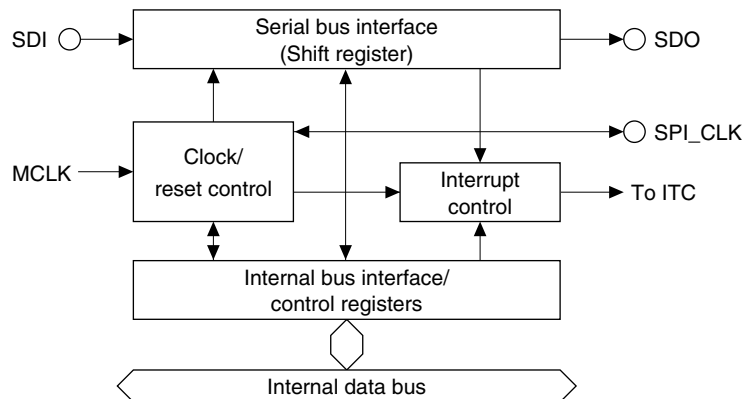 Serial bus interface
(Shift register)
SDI
SDO
SPI_CLK
Clock/
reset control
MCLK
Interrupt
control
To ITC
Internal bus interface/
control registers
Internal data bus